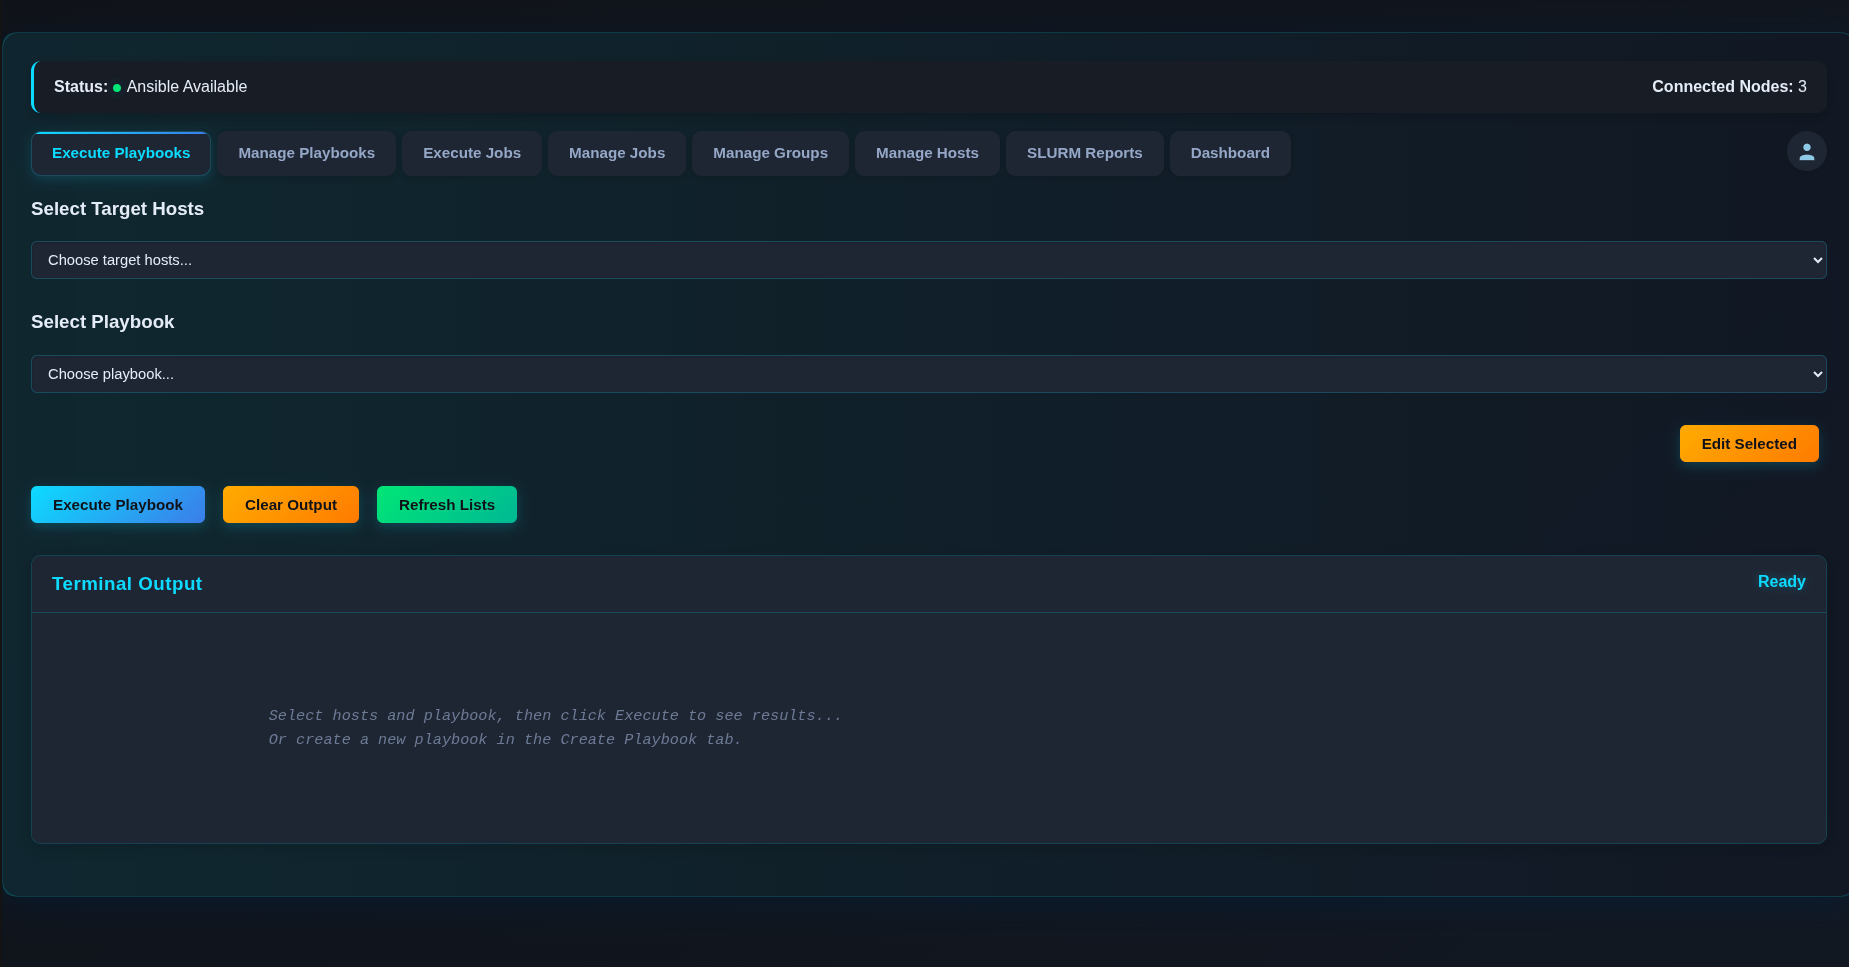 Status: Ansible Available Connected Nodes: 3
Execute Playbooks Manage Playbooks Execute Jobs Manage Jobs Manage Groups Manage Hosts SLURM Reports Dashboard
Select Target Hosts
Choose target hosts...
Select Playbook
Choose playbook...
Edit Selected
Execute Playbook Clear Output Refresh Lists
Terminal Output Ready
Select hosts and playbook, then click Execute to see results...
Or create a new playbook in the Create Playbook tab.